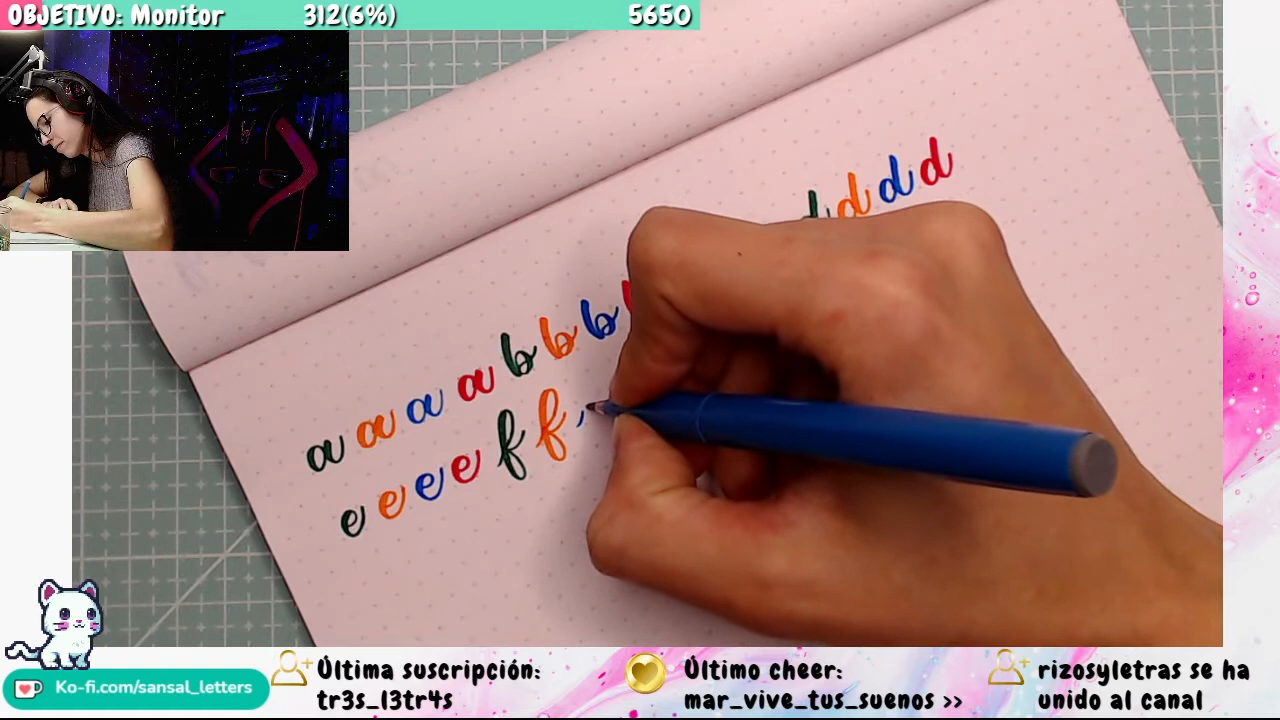 OBJETIVO: Monitor 312(6%) 5650
d d d d
a a a a b b b
e e e e f f
Ko-fi.com/sansal_letters
Última suscripción:
tr3s_l3tr4s
Último cheer:
mar_vive_tus_suenos >>
rizosyletras se ha
unido al canal